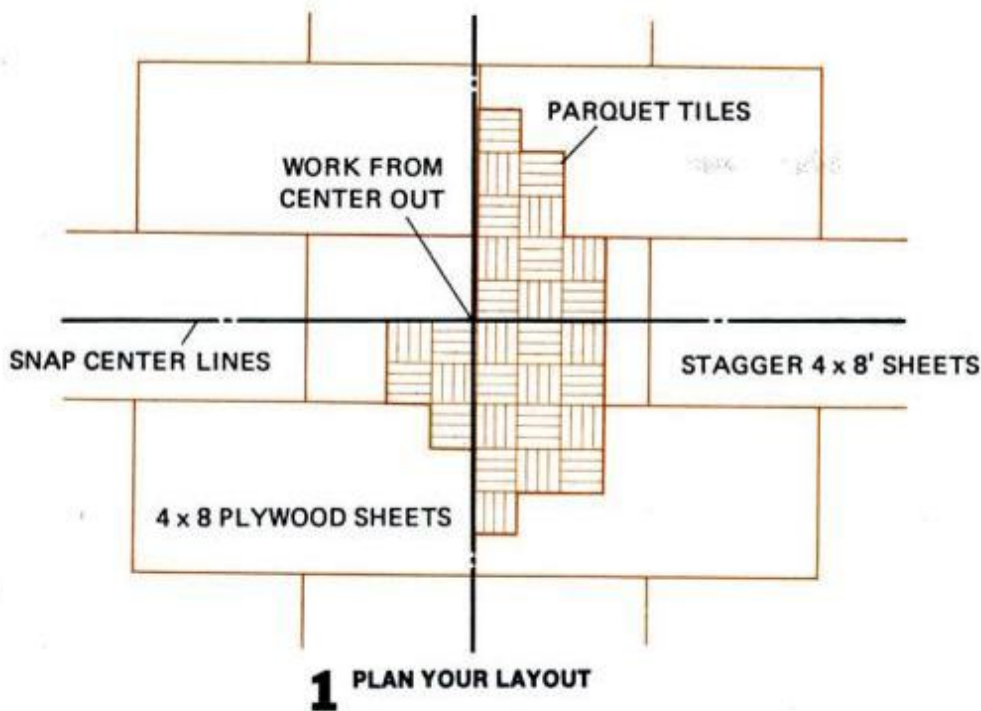 PARQUET TILES
WORK FROM
CENTER OUT
SNAP CENTER LINES
STAGGER 4 x 8' SHEETS
4 x 8 PLYWOOD SHEETS
1 PLAN YOUR LAYOUT